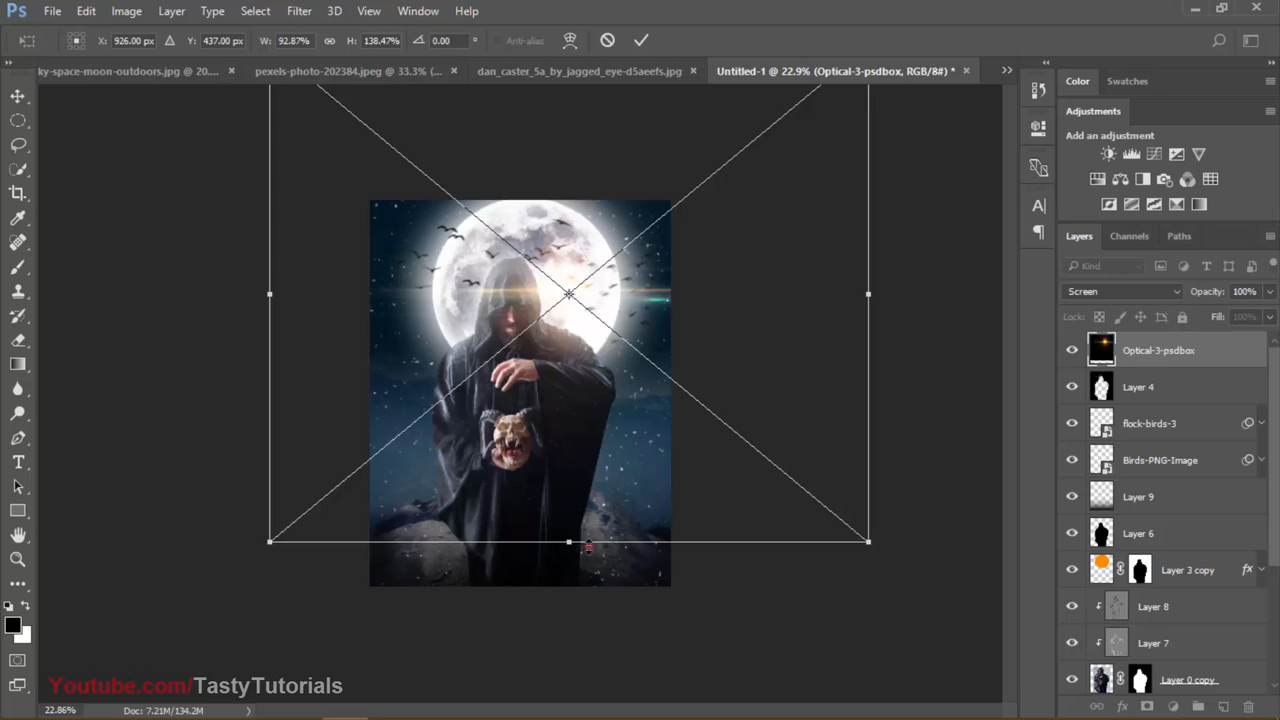 Ps File Edit Image Layer Type Select Filter 3D View Window Help
X: 926.00 px Y: 437.00 px W: 92.87% H: 138.47% 0.00 Anti-alias
ky-space-moon-outdoors.jpg @ 20.... × pexels-photo-202384.jpeg @ 33.3% (... × dan_caster_5a_by_jagged_eye-d5aeefs.jpg × Untitled-1 @ 22.9% (Optical-3-psdbox, RGB/8#) * ×
Color Swatches
Adjustments
Add an adjustment
Layers Channels Paths
Kind
Screen Opacity: 100%
Lock: Fill: 100%
Optical-3-psdbox
Layer 4
flock-birds-3
Birds-PNG-Image
Layer 9
Layer 6
Layer 3 copy fx
Layer 8
Layer 7
Layer 0 copy
Youtube.com/TastyTutorials
22.86% Doc: 7.21M/134.2M